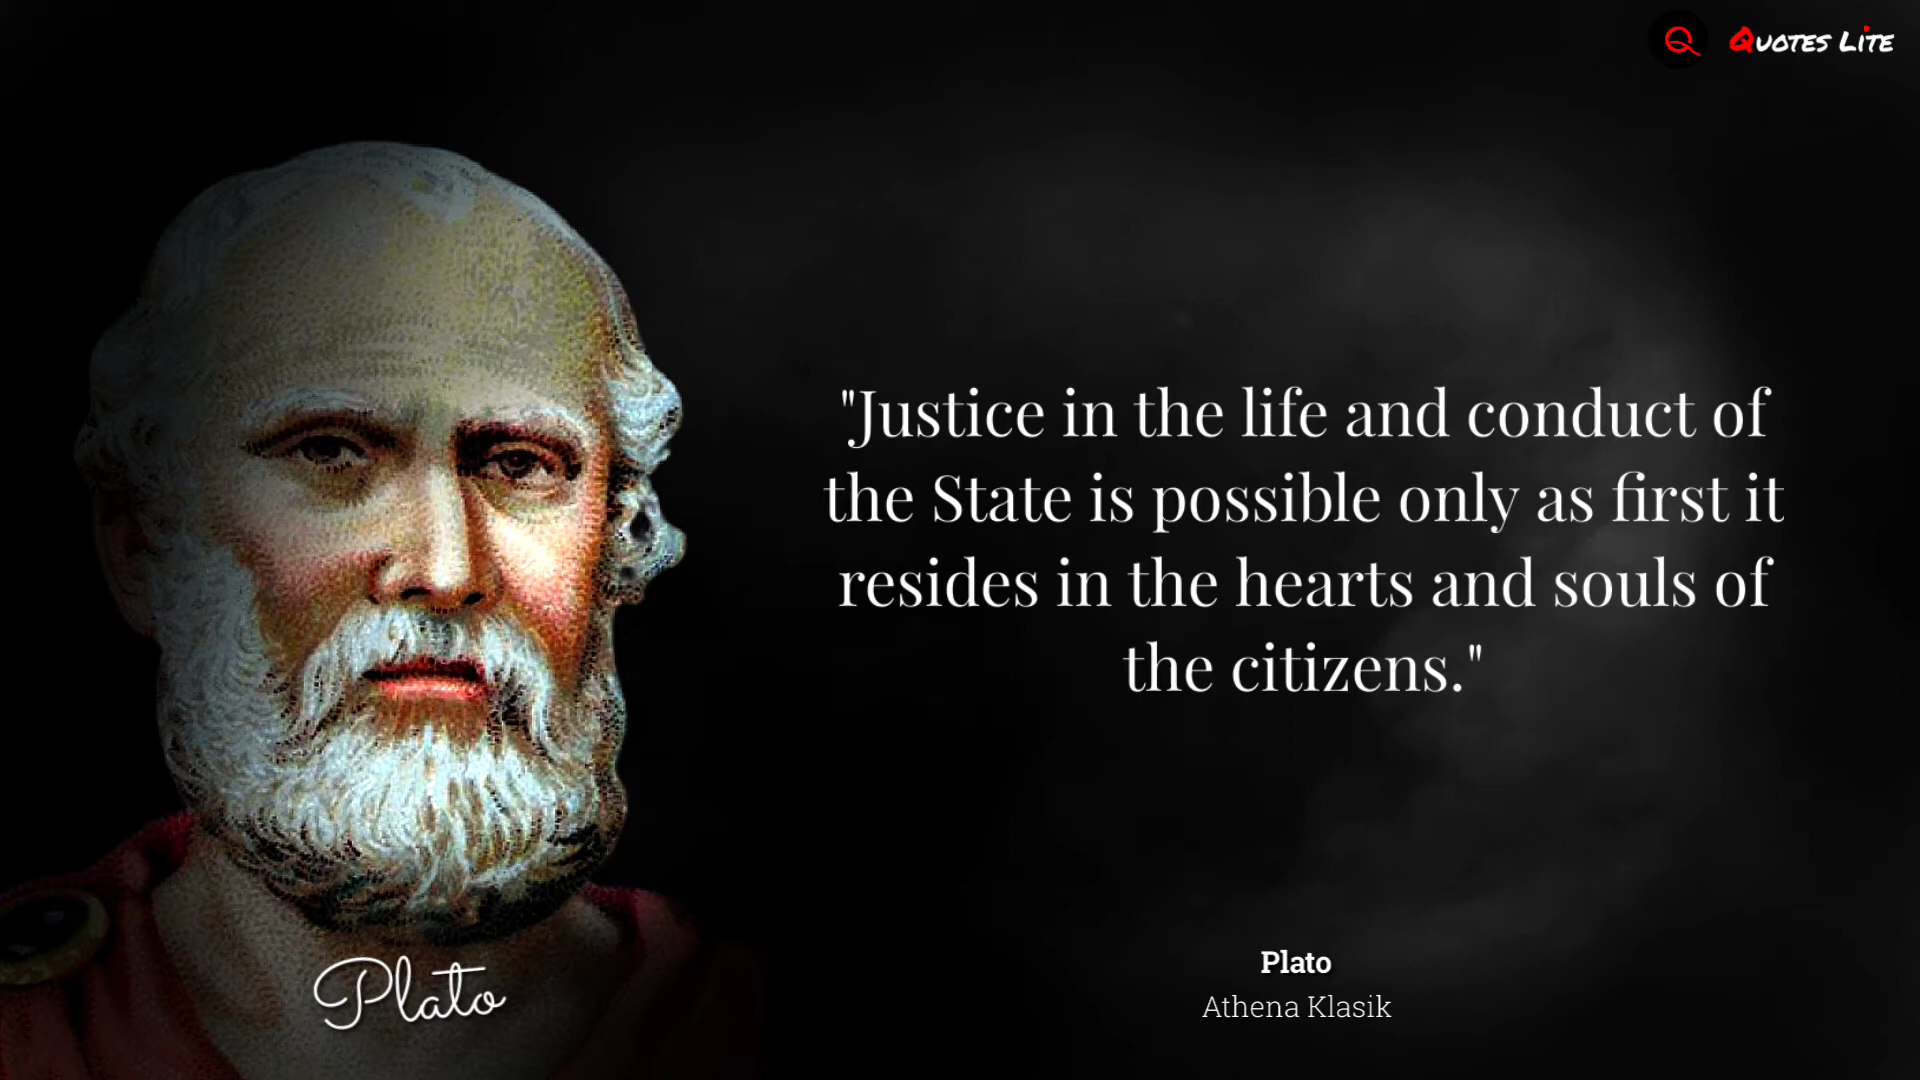 QUOTES LITE
"Justice in the life and conduct of
the State is possible only as first it
resides in the hearts and souls of
the citizens."
Plato
Plato
Athena Klasik